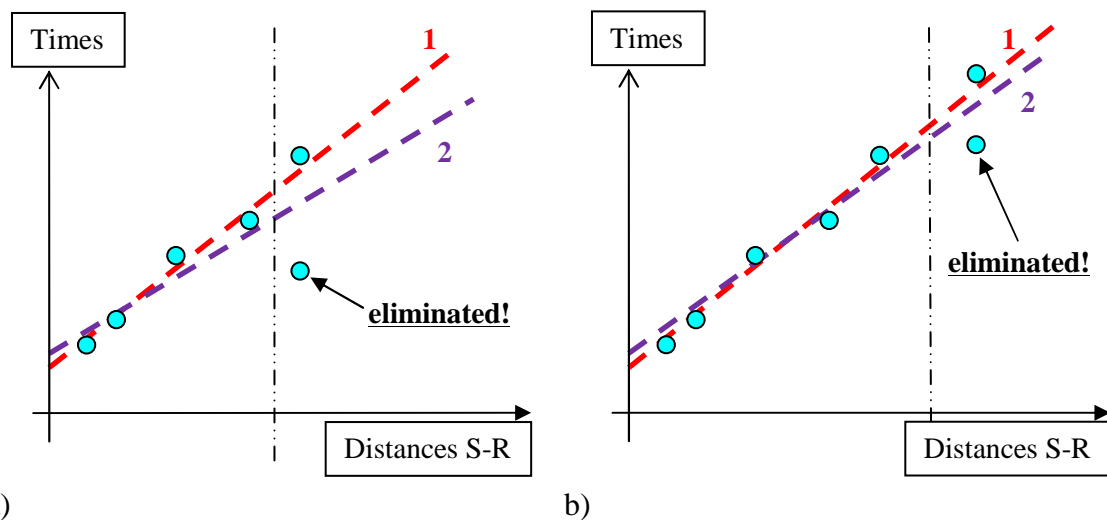 Times
1
2
eliminated!
Distances S-R
)
Times
1
2
eliminated!
Distances S-R
b)